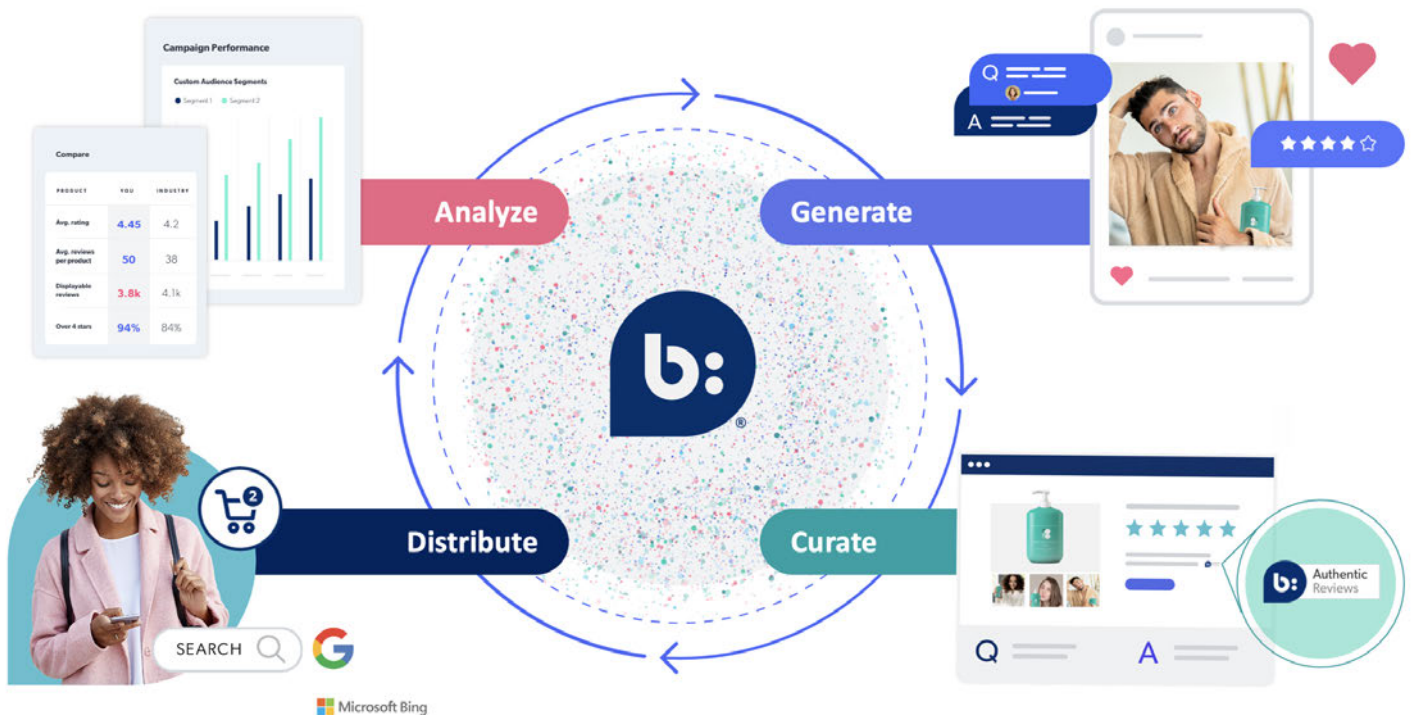 Campaign Performance
Custom Audience Segments
Segment 1 Segment 2
Compare
PRODUCT YOU INDUSTRY
Avg. rating 4.45 4.2
Avg. reviews
per product 50 38
Displayable
reviews 3.8k 4.1k
Over 4 stars 94% 84%
Analyze
Generate
Q
A
b:
®
Distribute
Curate
2
SEARCH
G
Microsoft Bing
Q
A
b: Authentic
Reviews